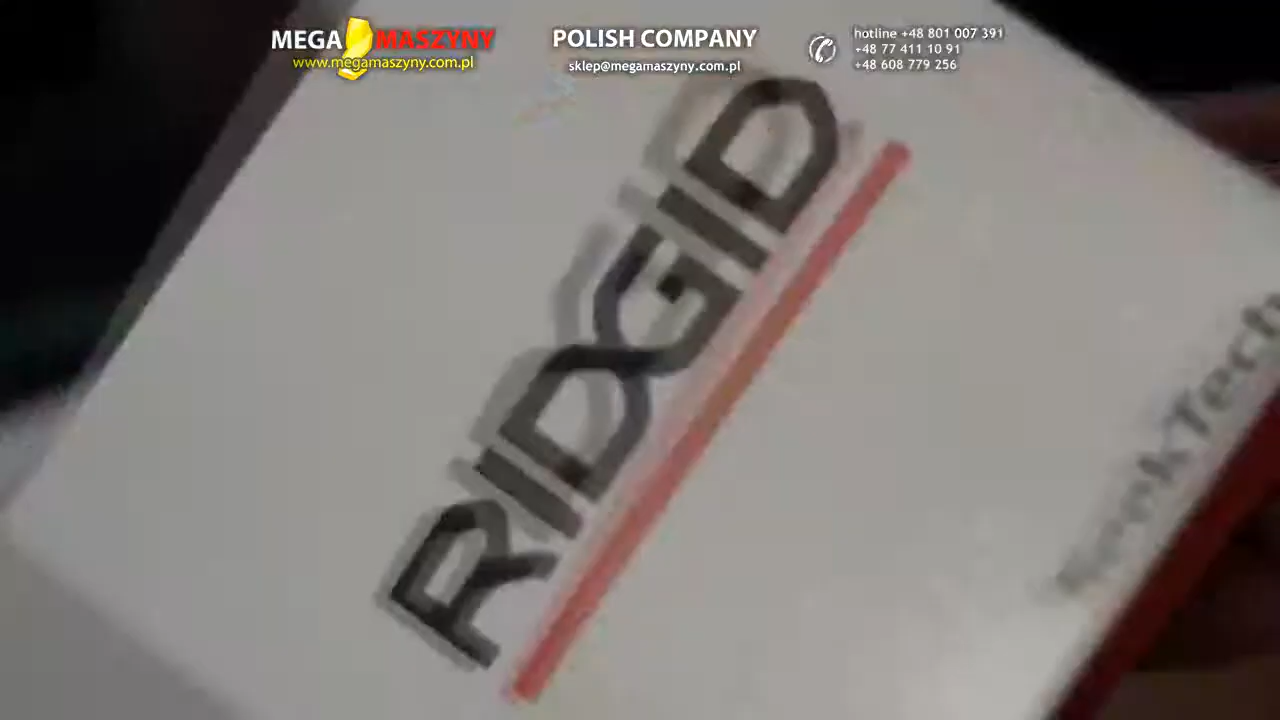 MEGA MASZYNY
www.megamaszyny.com.pl
POLISH COMPANY
sklep@megamaszyny.com.pl
hotline +48 801 007 391
+48 77 411 10 91
+48 608 779 256
RIDGID
SeekTech